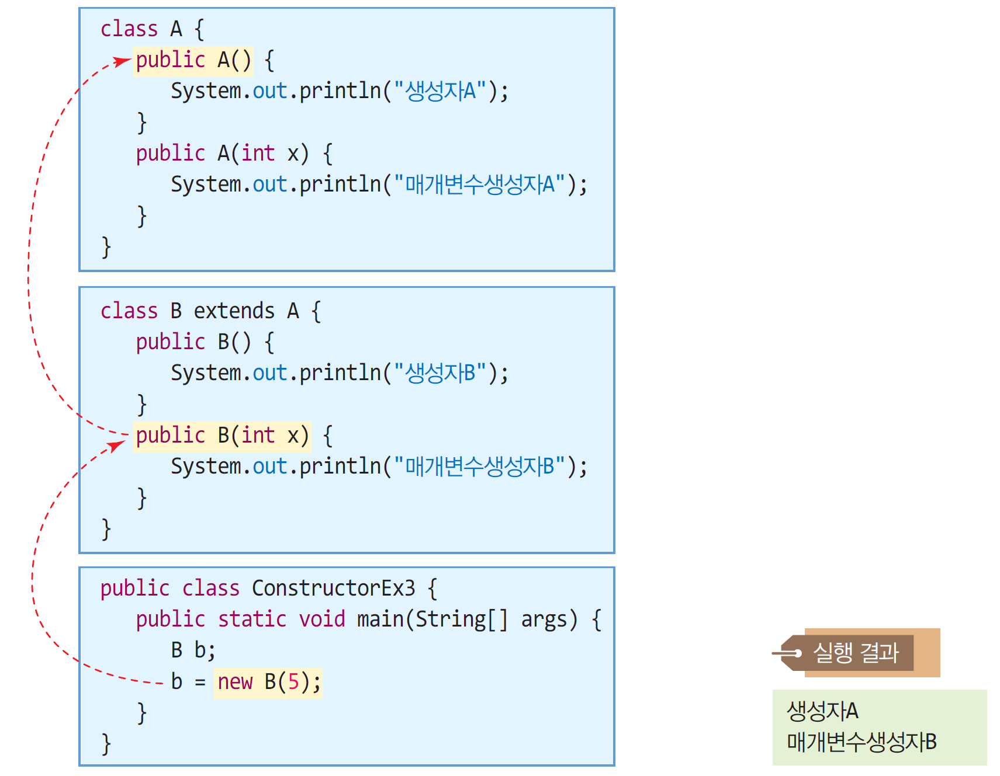 class A {
public A() {
System.out.println("생성자A");
}
public A(int x) {
System.out.println("매개변수생성자A");
}
}
class B extends A {
public B() {
System.out.println("생성자B");
}
public B(int x) {
System.out.println("매개변수생성자B");
}
}
public class ConstructorEx3 {
public static void main(String[] args) {
B b;
b = new B(5);
}
}
실행 결과
생성자A
매개변수생성자B